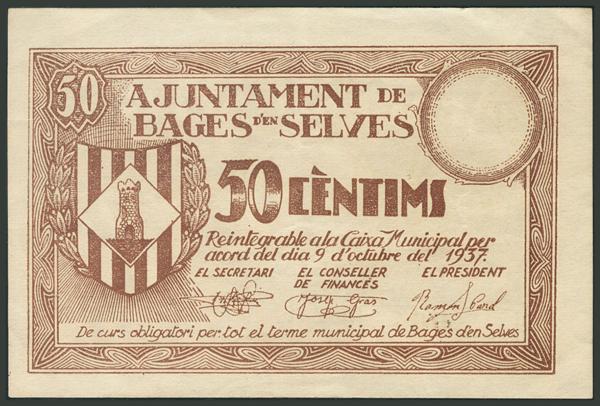 50
AJUNTAMENT DE
BAGES D'EN SELVES
50 CÈNTIMS
Reintegrable a la Caixa Municipal per
acord del dia 9 d'octubre del 1937.
EL SECRETARI EL CONSELLER DE FINANCES EL PRESIDENT
Josep Gras
De curs obligatori per tot el terme municipal de Bages d'en Selves